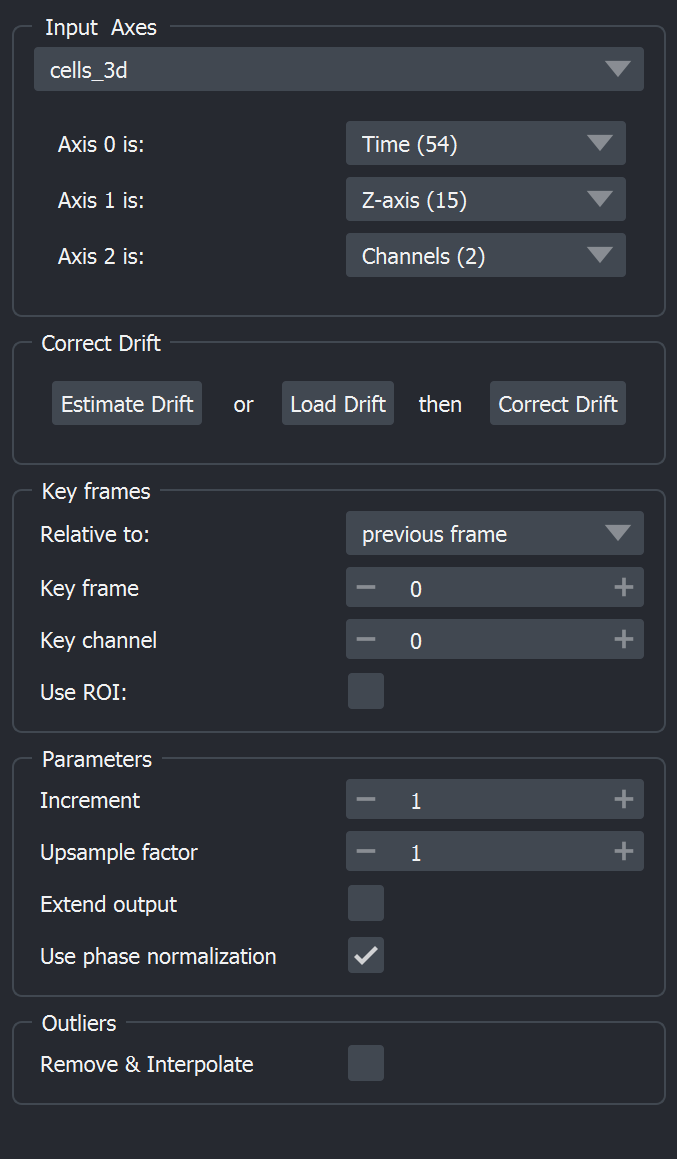 Input Axes
cells_3d
Axis 0 is: Time (54)
Axis 1 is: Z-axis (15)
Axis 2 is: Channels (2)
Correct Drift
Estimate Drift or Load Drift then Correct Drift
Key frames
Relative to: previous frame
Key frame 0
Key channel 0
Use ROI:
Parameters
Increment 1
Upsample factor 1
Extend output
Use phase normalization
Outliers
Remove & Interpolate